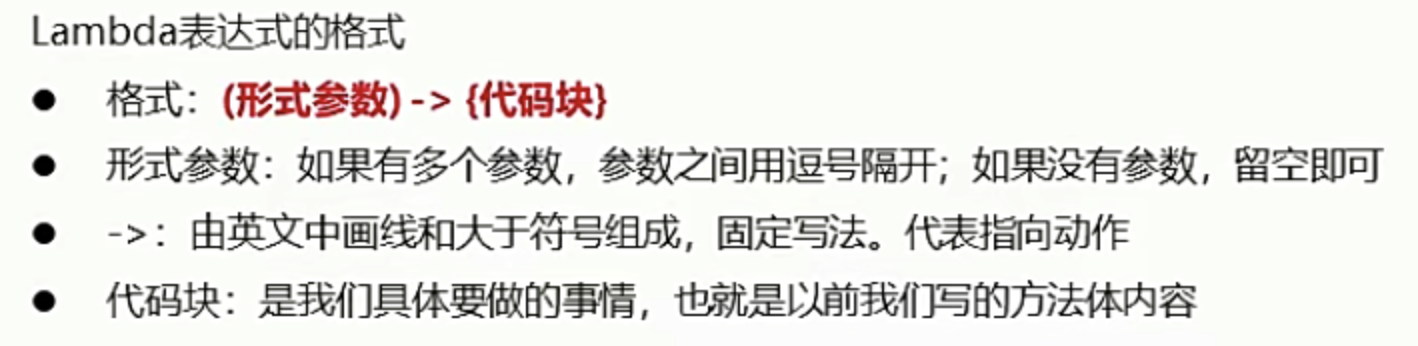 Lambda表达式的格式
● 格式：(形式参数) -> {代码块}
● 形式参数：如果有多个参数，参数之间用逗号隔开；如果没有参数，留空即可
● ->：由英文中画线和大于符号组成，固定写法。代表指向动作
● 代码块：是我们具体要做的事情，也就是以前我们写的方法体内容